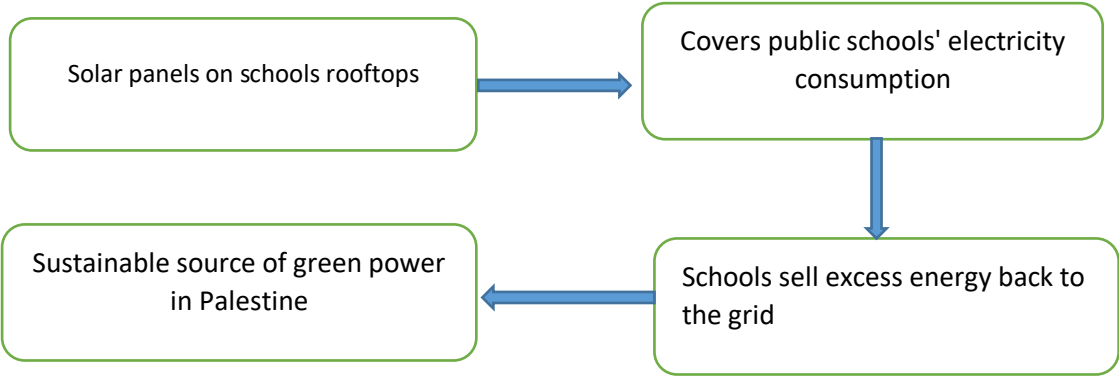 Solar panels on schools rooftops
Covers public schools' electricity
consumption
Schools sell excess energy back to
the grid
Sustainable source of green power
in Palestine